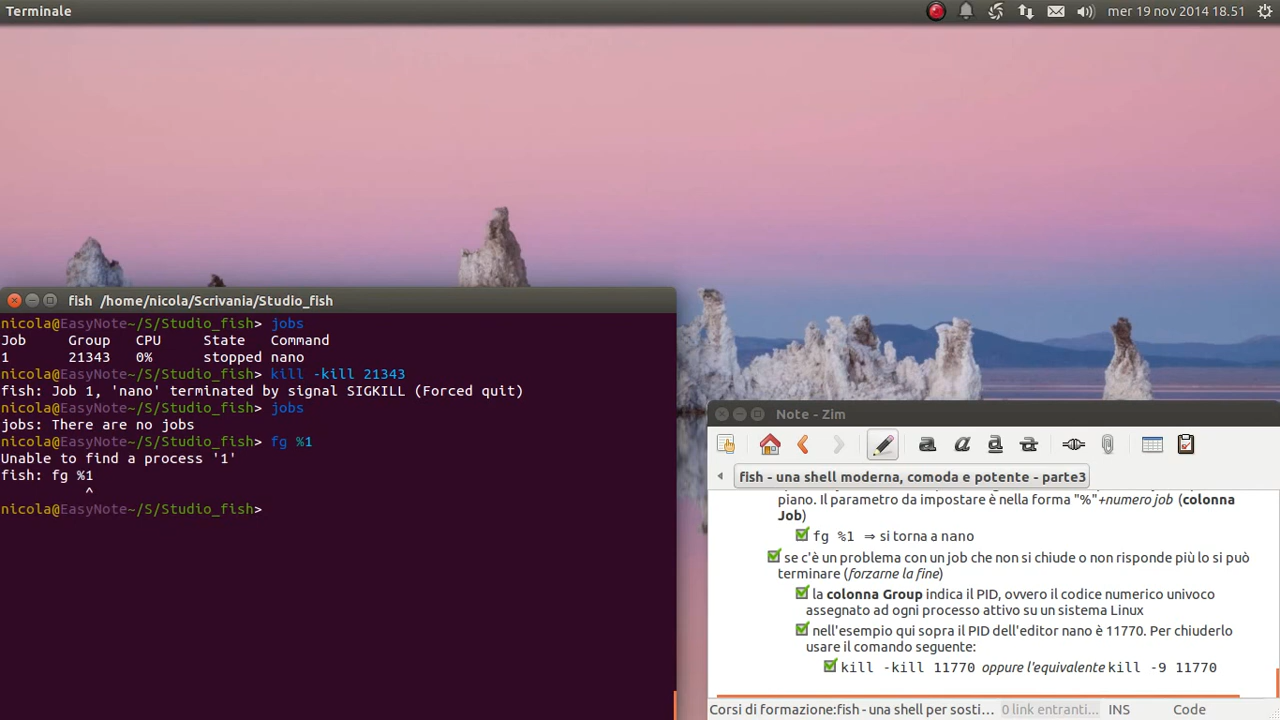 Terminale
mer 19 nov 2014 18.51
fish /home/nicola/Scrivania/Studio_fish
nicola@EasyNote~/S/Studio_fish> jobs
Job Group CPU State Command
1 21343 0% stopped nano
nicola@EasyNote~/S/Studio_fish> kill -kill 21343
fish: Job 1, 'nano' terminated by signal SIGKILL (Forced quit)
nicola@EasyNote~/S/Studio_fish> jobs
jobs: There are no jobs
nicola@EasyNote~/S/Studio_fish> fg %1
Unable to find a process '1'
fish: fg %1
^
nicola@EasyNote~/S/Studio_fish>
Note - Zim
fish - una shell moderna, comoda e potente - parte3
piano. Il parametro da impostare è nella forma "%"+numero job (colonna
Job)
fg %1 ⇒ si torna a nano
se c'è un problema con un job che non si chiude o non risponde più lo si può
terminare (forzarne la fine)
la colonna Group indica il PID, ovvero il codice numerico univoco
assegnato ad ogni processo attivo su un sistema Linux
nell'esempio qui sopra il PID dell'editor nano è 11770. Per chiuderlo
usare il comando seguente:
kill -kill 11770 oppure l'equivalente kill -9 11770
Corsi di formazione:fish - una shell per sosti... 0 link entranti... INS Code